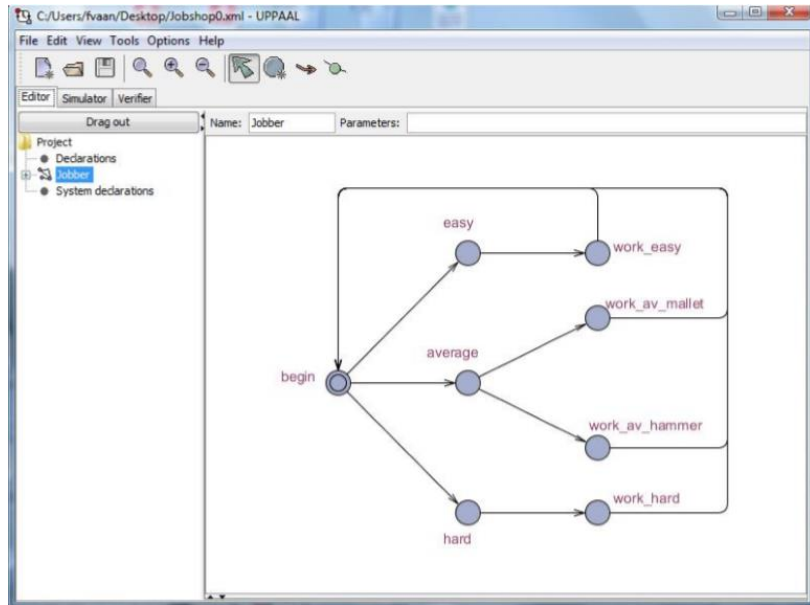 C:/Users/fvaan/Desktop/Jobshop0.xml - UPPAAL
File Edit View Tools Options Help
Editor Simulator Verifier
Drag out
Name: Jobber Parameters:
Project
Declarations
Jobber
System declarations
easy
work_easy
work_av_mallet
average
begin
work_av_hammer
work_hard
hard